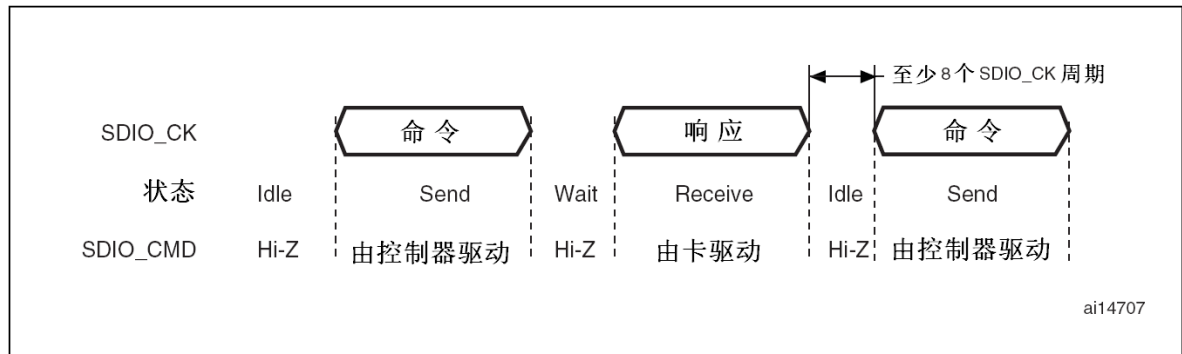 至少8个SDIO_CK周期
SDIO_CK 命令 响应 命令
状态 Idle Send Wait Receive Idle Send
SDIO_CMD Hi-Z 由控制器驱动 Hi-Z 由卡驱动 Hi-Z 由控制器驱动
ai14707